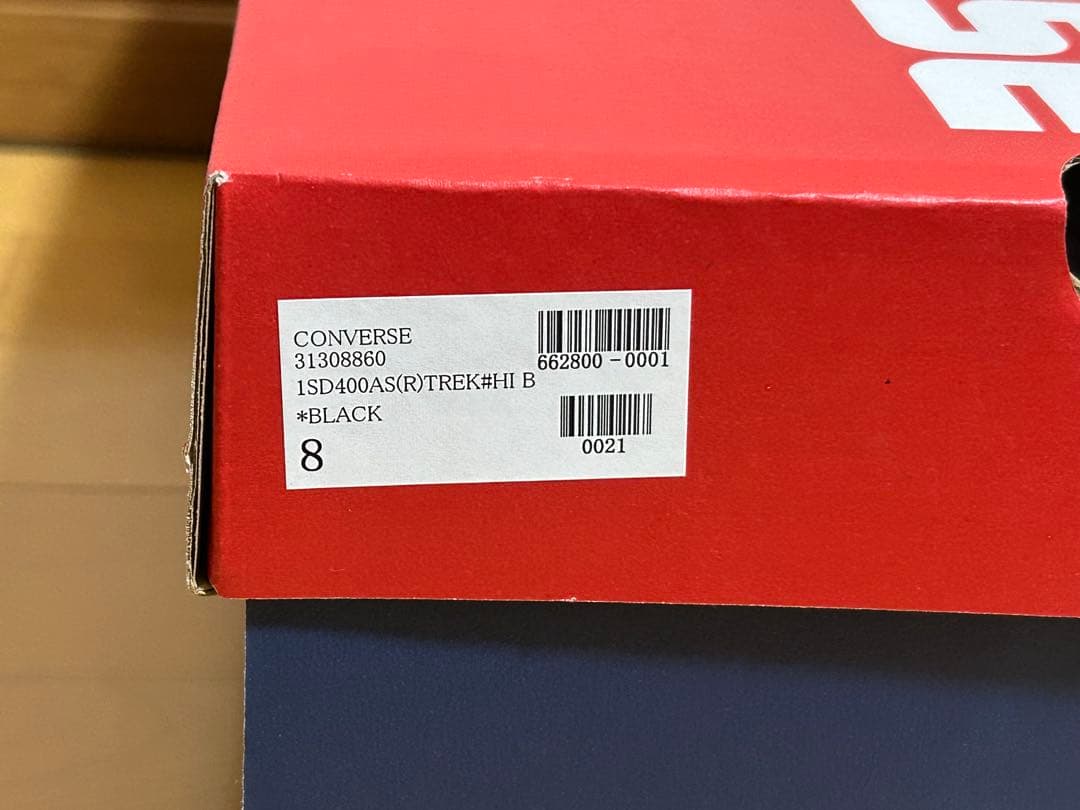 CONVERSE
31308860
1SD400AS(R)TREK#HI B
*BLACK
8
662800-0001
0021